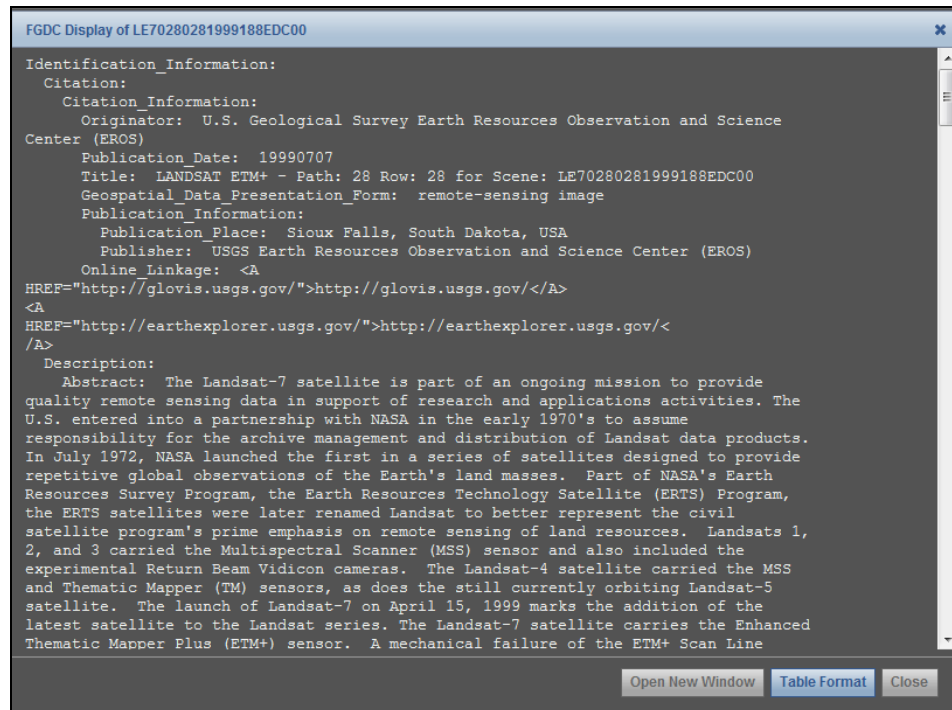 FGDC Display of LE70280281999188EDC00
Identification_Information:
Citation:
Citation_Information:
Originator: U.S. Geological Survey Earth Resources Observation and Science
Center (EROS)
Publication_Date: 19990707
Title: LANDSAT ETM+ - Path: 28 Row: 28 for Scene: LE70280281999188EDC00
Geospatial_Data_Presentation_Form: remote-sensing image
Publication_Information:
Publication_Place: Sioux Falls, South Dakota, USA
Publisher: USGS Earth Resources Observation and Science Center (EROS)
Online_Linkage: <A
HREF="http://glovis.usgs.gov/">http://glovis.usgs.gov/</A>
<A
HREF="http://earthexplorer.usgs.gov/">http://earthexplorer.usgs.gov/<
/A>
Description:
Abstract: The Landsat-7 satellite is part of an ongoing mission to provide
quality remote sensing data in support of research and applications activities. The
U.S. entered into a partnership with NASA in the early 1970's to assume
responsibility for the archive management and distribution of Landsat data products.
In July 1972, NASA launched the first in a series of satellites designed to provide
repetitive global observations of the Earth's land masses. Part of NASA's Earth
Resources Survey Program, the Earth Resources Technology Satellite (ERTS) Program,
the ERTS satellites were later renamed Landsat to better represent the civil
satellite program's prime emphasis on remote sensing of land resources. Landsats 1,
2, and 3 carried the Multispectral Scanner (MSS) sensor and also included the
experimental Return Beam Vidicon cameras. The Landsat-4 satellite carried the MSS
and Thematic Mapper (TM) sensors, as does the still currently orbiting Landsat-5
satellite. The launch of Landsat-7 on April 15, 1999 marks the addition of the
latest satellite to the Landsat series. The Landsat-7 satellite carries the Enhanced
Thematic Mapper Plus (ETM+) sensor. A mechanical failure of the ETM+ Scan Line
Open New Window Table Format Close